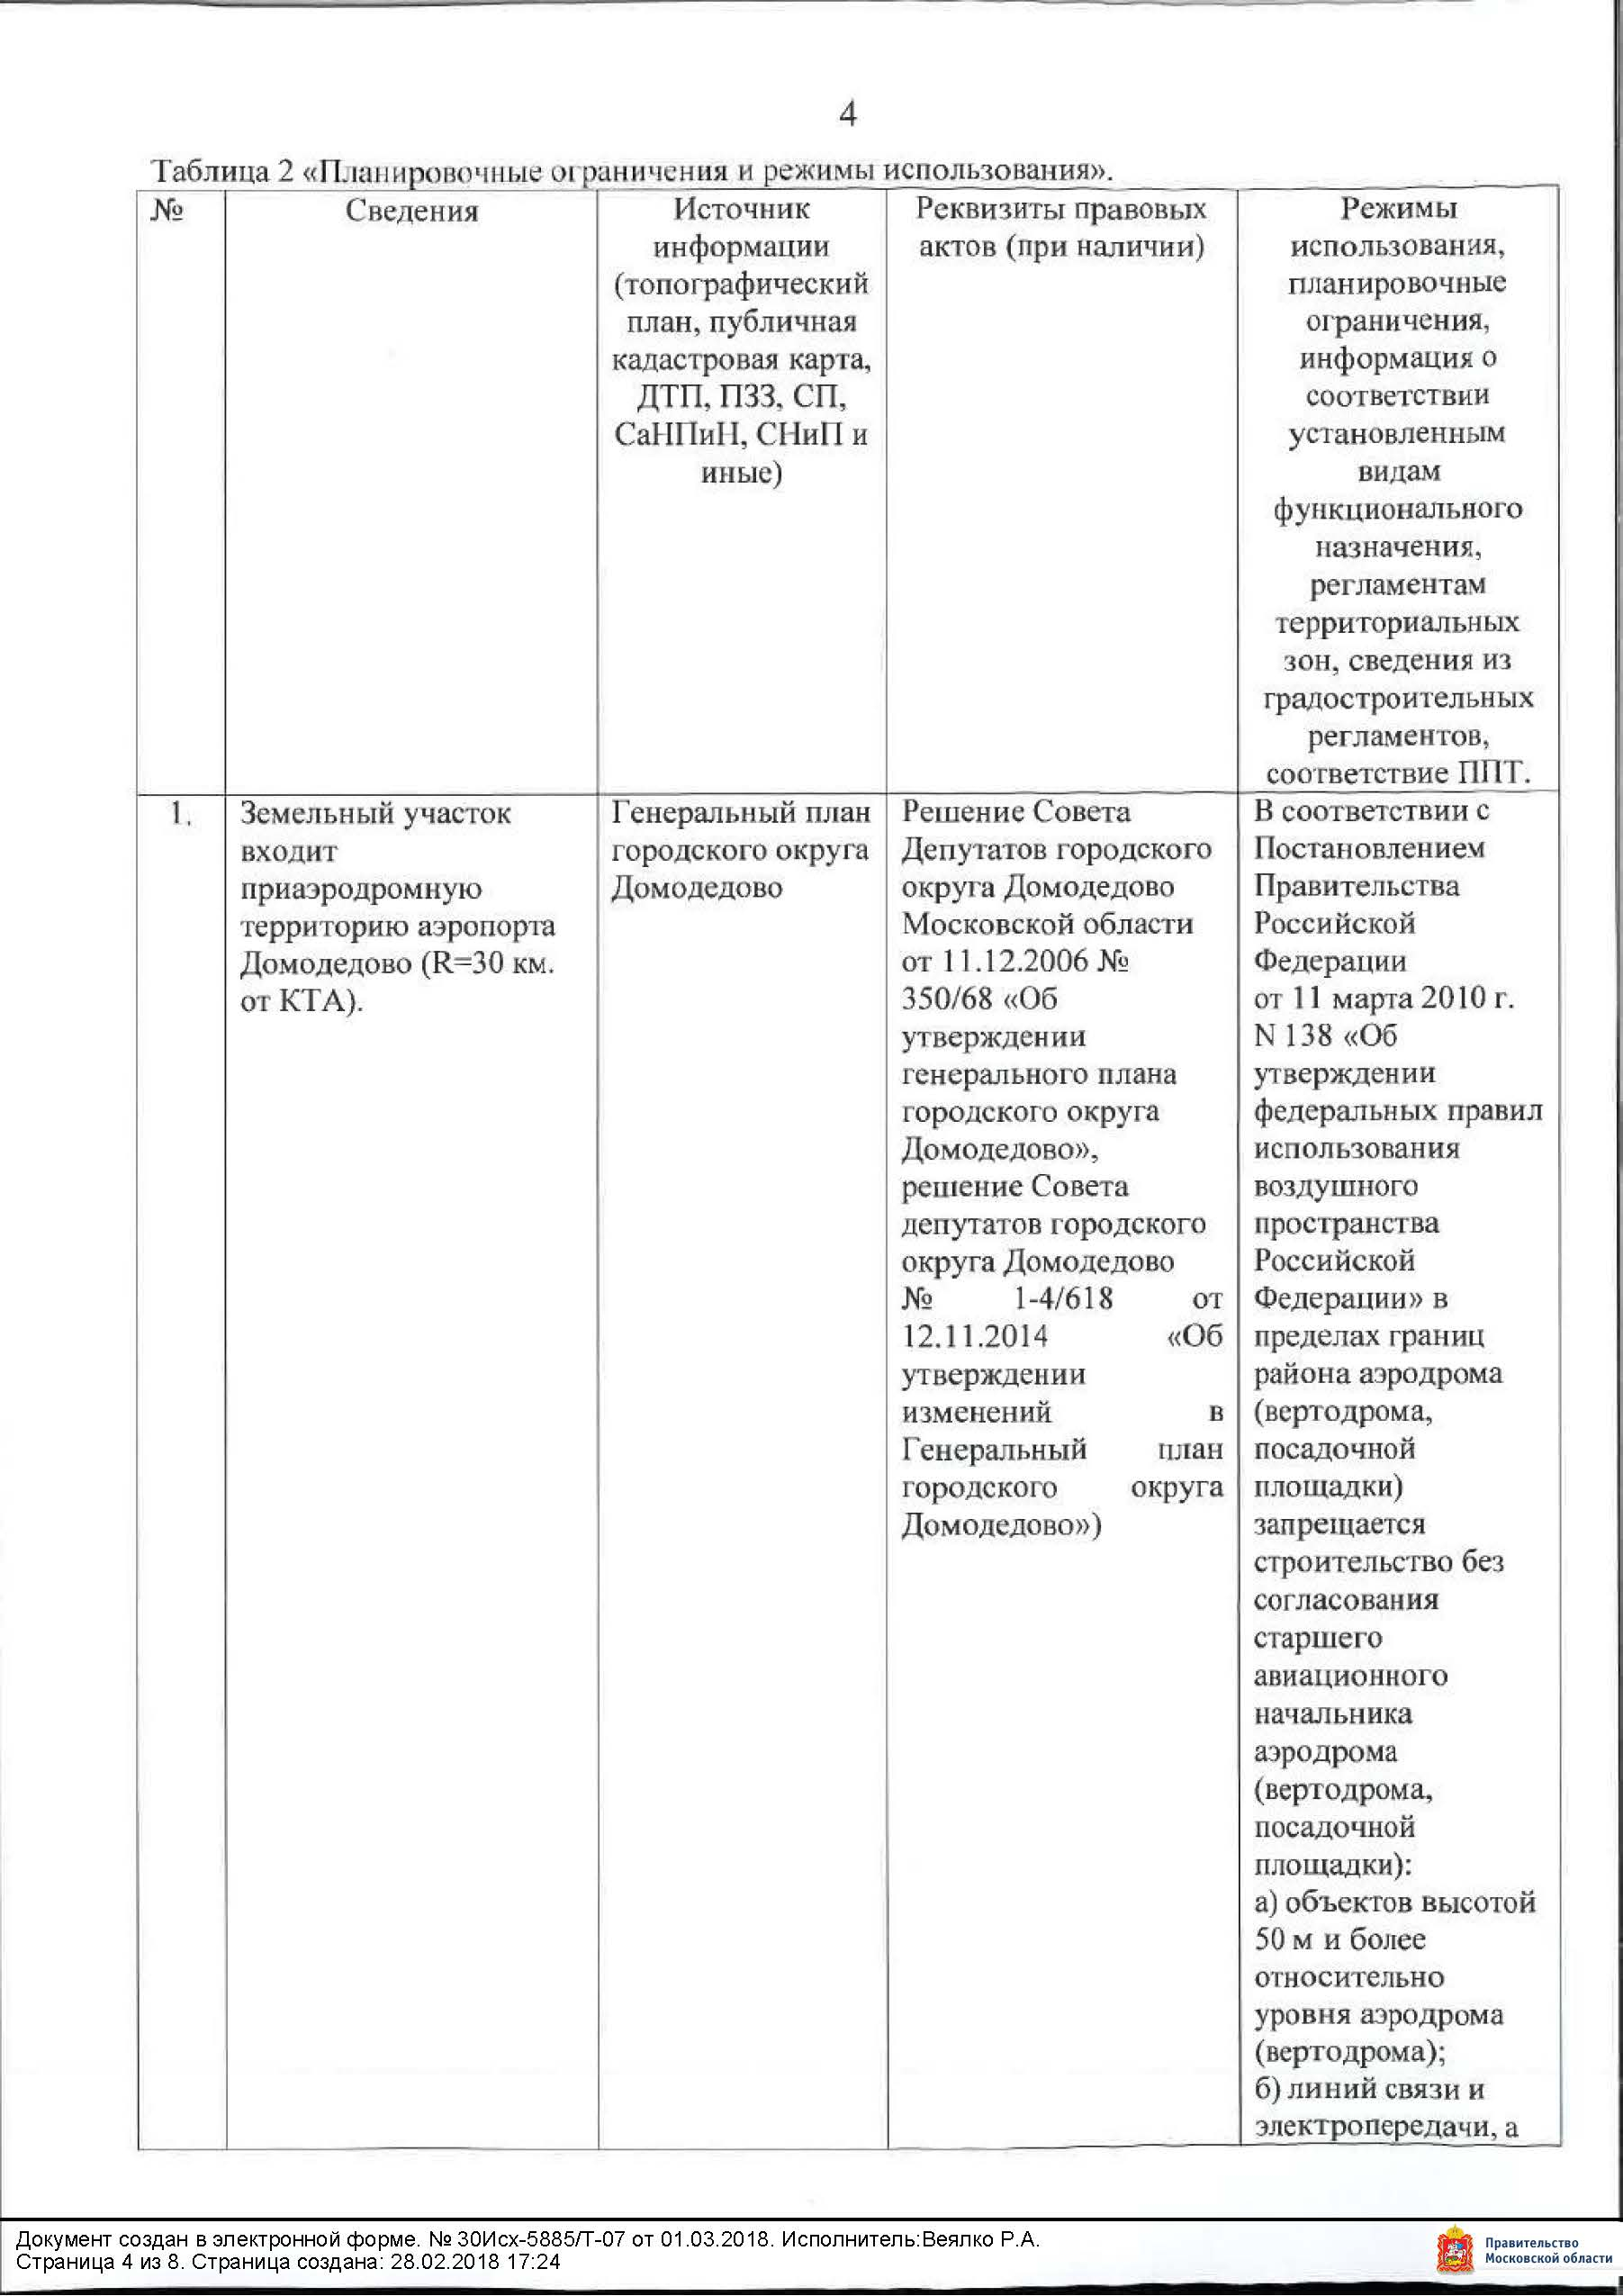 4
Таблица 2 «Планировочные ограничения и режимы использования».
№
Сведения
Источник
информации
(топографический
план, публичная
кадастровая карта,
ДТП, ПЗЗ, СП,
СаНПиН, СНиП и
иные)
Реквизиты правовых
актов (при наличии)
Режимы
использования,
планировочные
ограничения,
информация о
соответствии
установленным
видам
функционального
назначения,
регламентам
территориальных
зон, сведения из
градостроительных
регламентов,
соответствие ППТ.
1.
Земельный участок
входит
приаэродромную
территорию аэропорта
Домодедово (R=30 км.
от КТА).
Генеральный план
городского округа
Домодедово
Решение Совета
Депутатов городского
округа Домодедово
Московской области
от 11.12.2006 №
350/68 «Об
утверждении
генерального плана
городского округа
Домодедово»,
решение Совета
депутатов городского
округа Домодедово
№ 1-4/618 от
12.11.2014 «Об
утверждении
изменений в
Генеральный план
городского округа
Домодедово»)
В соответствии с
Постановлением
Правительства
Российской
Федерации
от 11 марта 2010 г.
N 138 «Об
утверждении
федеральных правил
использования
воздушного
пространства
Российской
Федерации» в
пределах границ
района аэродрома
(вертодрома,
посадочной
площадки)
запрещается
строительство без
согласования
старшего
авиационного
начальника
аэродрома
(вертодрома,
посадочной
площадки):
а) объектов высотой
50 м и более
относительно
уровня аэродрома
(вертодрома);
б) линий связи и
электропередачи, а
Документ создан в электронной форме. № 30Исх-5885/Т-07 от 01.03.2018. Исполнитель:Веялко Р.А.
Страница 4 из 8. Страница создана: 28.02.2018 17:24
Правительство
Московской области